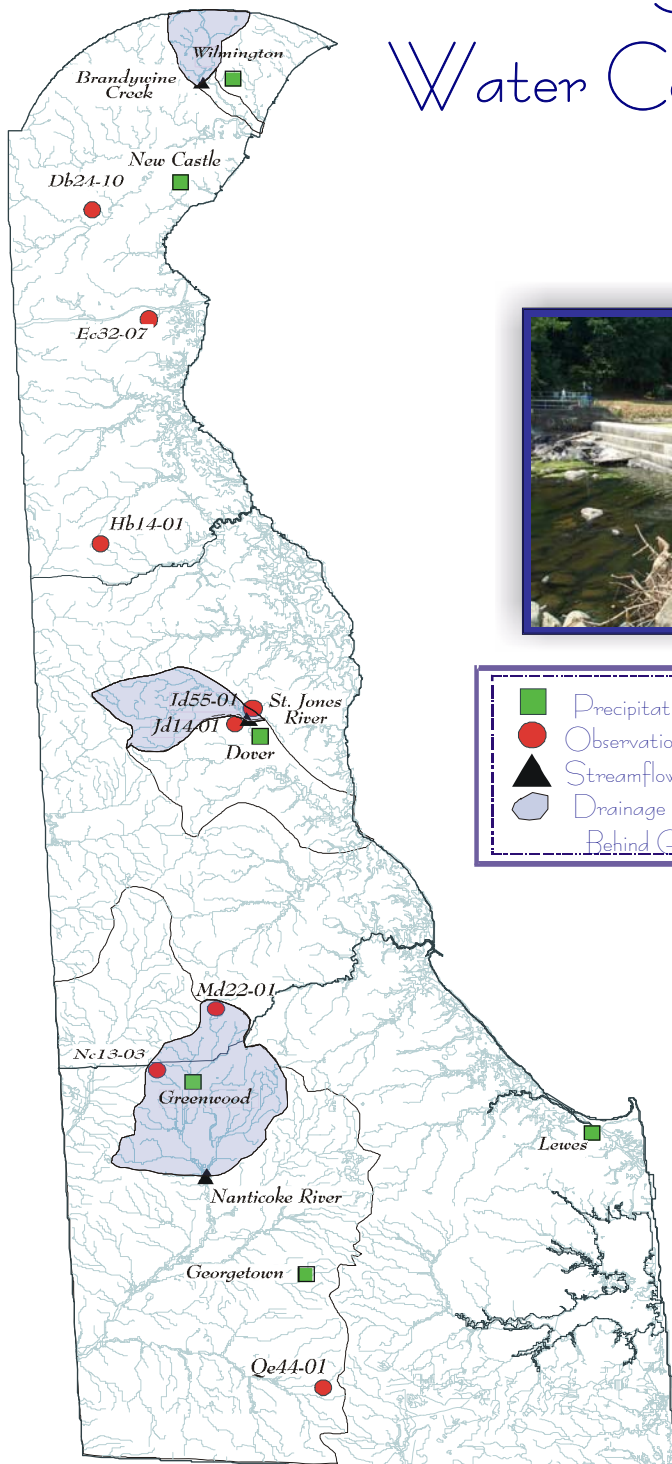 Water C
Wilmington
Brandywine
Creek
New Castle
Db24-10
Ec32-07
Hb14-01
Id55-01
St. Jones
River
Jd14-01
Dover
Precipitat
Observatio
Streamflow
Drainage
Behind G
Md22-01
Nc13-03
Greenwood
Lewes
Nanticoke River
Georgetown
Qe44-01